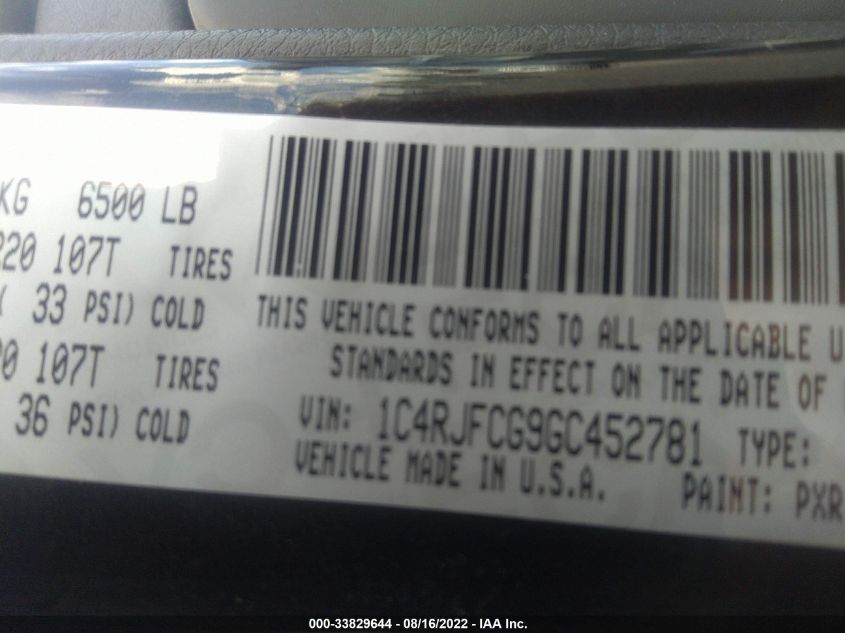 KG 6500 LB
220 107T TIRES
( 33 PSI) COLD
20 107T TIRES
36 PSI) COLD
THIS VEHICLE CONFORMS TO ALL APPLICABLE U
STANDARDS IN EFFECT ON THE DATE OF
VIN: 1C4RJFCG9GC452781 TYPE:
VEHICLE MADE IN U.S.A. PAINT: PXR
000-33829644 - 08/16/2022 - IAA Inc.